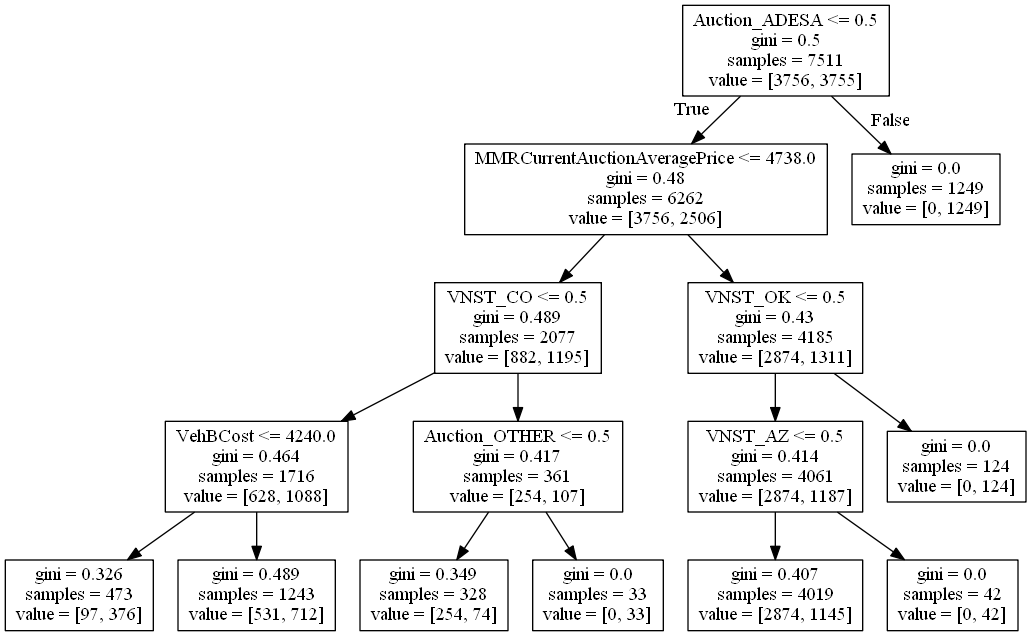 Auction_ADESA <= 0.5
gini = 0.5
samples = 7511
value = [3756, 3755]
True
False
MMRCurrentAuctionAveragePrice <= 4738.0
gini = 0.48
samples = 6262
value = [3756, 2506]
gini = 0.0
samples = 1249
value = [0, 1249]
VNST_CO <= 0.5
gini = 0.489
samples = 2077
value = [882, 1195]
VNST_OK <= 0.5
gini = 0.43
samples = 4185
value = [2874, 1311]
VehBCost <= 4240.0
gini = 0.464
samples = 1716
value = [628, 1088]
Auction_OTHER <= 0.5
gini = 0.417
samples = 361
value = [254, 107]
VNST_AZ <= 0.5
gini = 0.414
samples = 4061
value = [2874, 1187]
gini = 0.0
samples = 124
value = [0, 124]
gini = 0.326
samples = 473
value = [97, 376]
gini = 0.489
samples = 1243
value = [531, 712]
gini = 0.349
samples = 328
value = [254, 74]
gini = 0.0
samples = 33
value = [0, 33]
gini = 0.407
samples = 4019
value = [2874, 1145]
gini = 0.0
samples = 42
value = [0, 42]